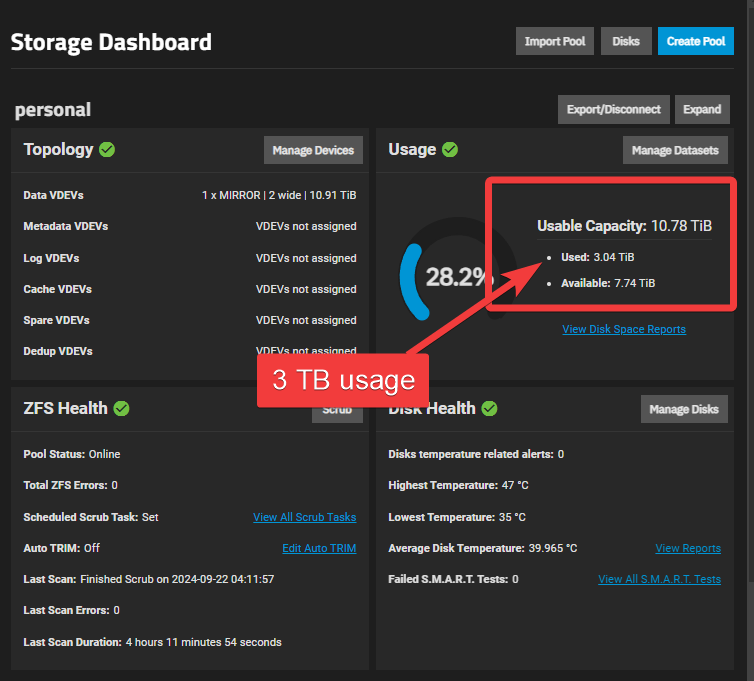 Storage Dashboard
Import Pool
Disks
Create Pool
personal
Export/Disconnect
Expand
Topology
Manage Devices
Data VDEVs
1 x MIRROR | 2 wide | 10.91 TiB
Metadata VDEVs
VDEVs not assigned
Log VDEVs
VDEVs not assigned
Cache VDEVs
VDEVs not assigned
Spare VDEVs
VDEVs not assigned
Dedup VDEVs
VDEVs not assigned
Usage
Manage Datasets
28.2%
Usable Capacity: 10.78 TiB
Used: 3.04 TiB
Available: 7.74 TiB
View Disk Space Reports
3 TB usage
ZFS Health
Scrub
Pool Status: Online
Total ZFS Errors: 0
Scheduled Scrub Task: Set
View All Scrub Tasks
Auto TRIM: Off
Edit Auto TRIM
Last Scan: Finished Scrub on 2024-09-22 04:11:57
Last Scan Errors: 0
Last Scan Duration: 4 hours 11 minutes 54 seconds
Disk Health
Manage Disks
Disks temperature related alerts: 0
Highest Temperature: 47 °C
Lowest Temperature: 35 °C
Average Disk Temperature: 39.965 °C
View Reports
Failed S.M.A.R.T. Tests: 0
View All S.M.A.R.T. Tests